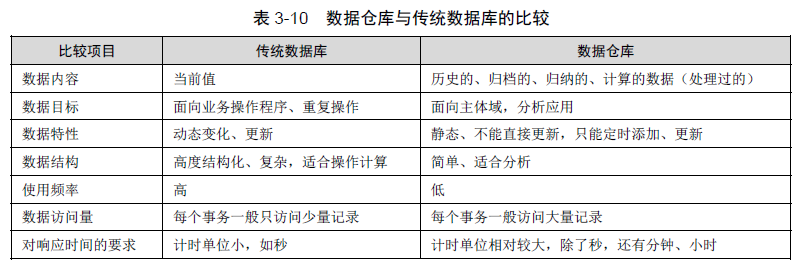 表 3-10 数据仓库与传统数据库的比较
比较项目 传统数据库 数据仓库
数据内容 当前值 历史的、归档的、归纳的、计算的数据（处理过的）
数据目标 面向业务操作程序、重复操作 面向主体域，分析应用
数据特性 动态变化、更新 静态、不能直接更新，只能定时添加、更新
数据结构 高度结构化、复杂，适合操作计算 简单、适合分析
使用频率 高 低
数据访问量 每个事务一般只访问少量记录 每个事务一般访问大量记录
对响应时间的要求 计时单位小，如秒 计时单位相对较大，除了秒，还有分钟、小时